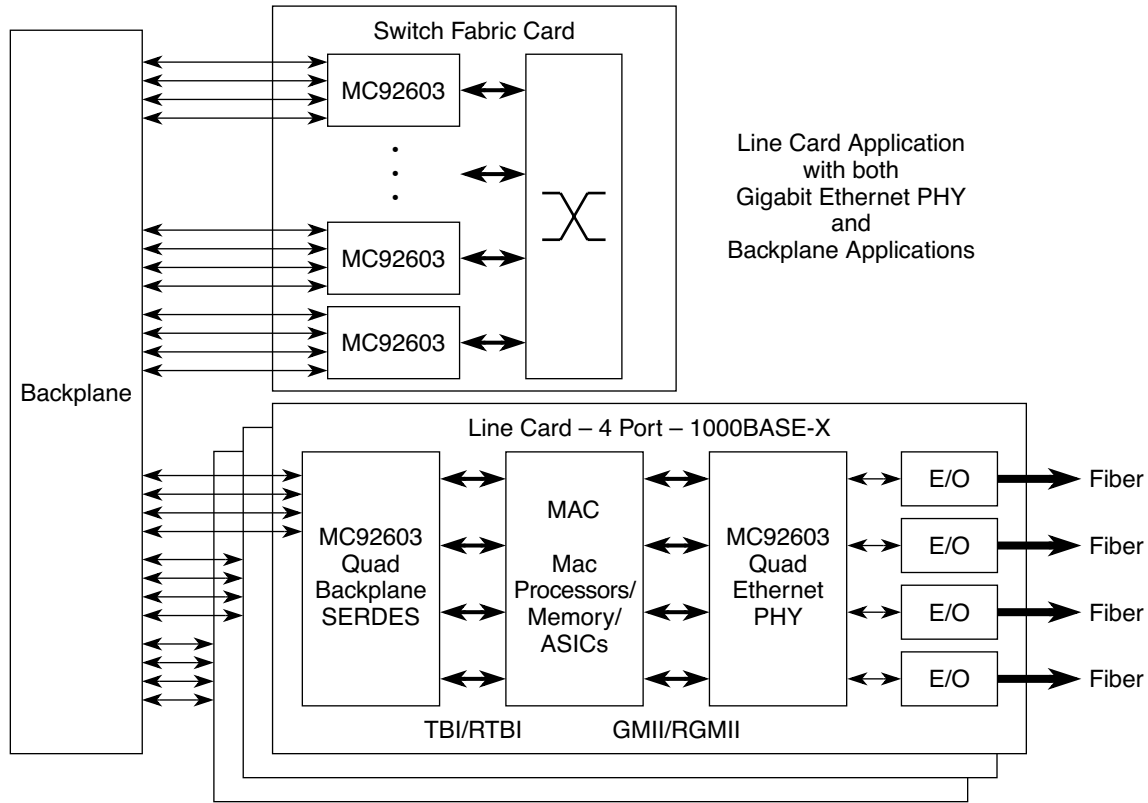 Switch Fabric Card
MC92603
MC92603
MC92603
Line Card Application
with both
Gigabit Ethernet PHY
and
Backplane Applications
Backplane
Line Card – 4 Port – 1000BASE-X
MC92603
Quad
Backplane
SERDES
MAC
Mac
Processors/
Memory/
ASICs
MC92603
Quad
Ethernet
PHY
E/O
Fiber
E/O
Fiber
E/O
Fiber
E/O
Fiber
TBI/RTBI
GMII/RGMII